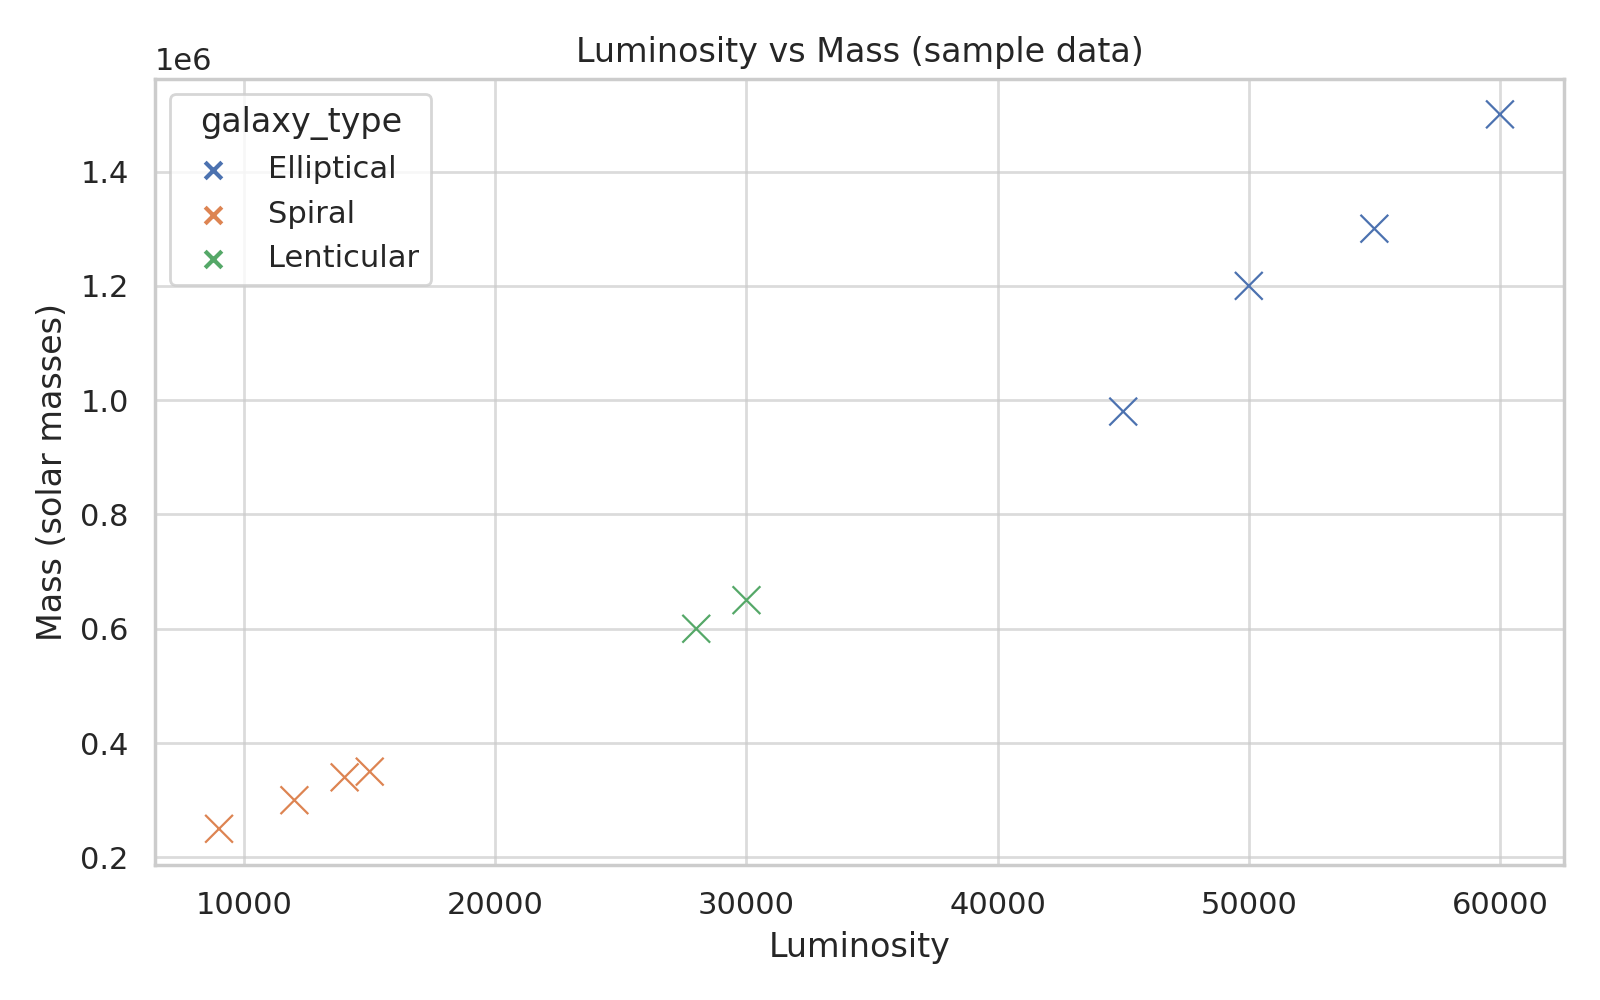 Luminosity vs Mass (sample data)
1e6
galaxy_type
Elliptical
Spiral
Lenticular
Mass (solar masses)
1.4
1.2
1.0
0.8
0.6
0.4
0.2
10000 20000 30000 40000 50000 60000
Luminosity